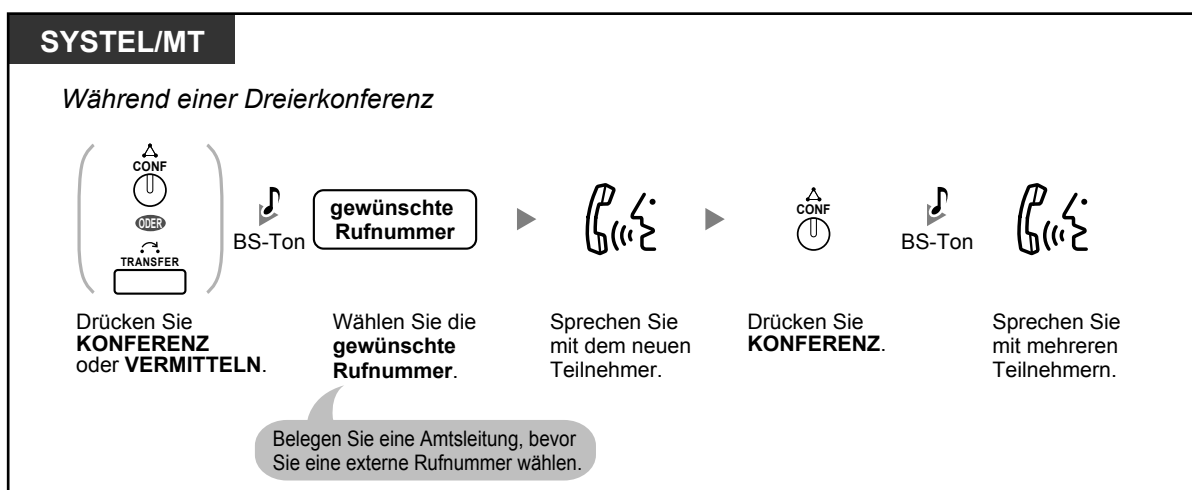 SYSTEL/MT
Während einer Dreierkonferenz
CONF
ODER
TRANSFER
BS-Ton
gewünschte
Rufnummer
CONF
BS-Ton
Drücken Sie
KONFERENZ
oder VERMITTELN.
Wählen Sie die
gewünschte
Rufnummer.
Sprechen Sie
mit dem neuen
Teilnehmer.
Drücken Sie
KONFERENZ.
Sprechen Sie
mit mehreren
Teilnehmern.
Belegen Sie eine Amtsleitung, bevor
Sie eine externe Rufnummer wählen.